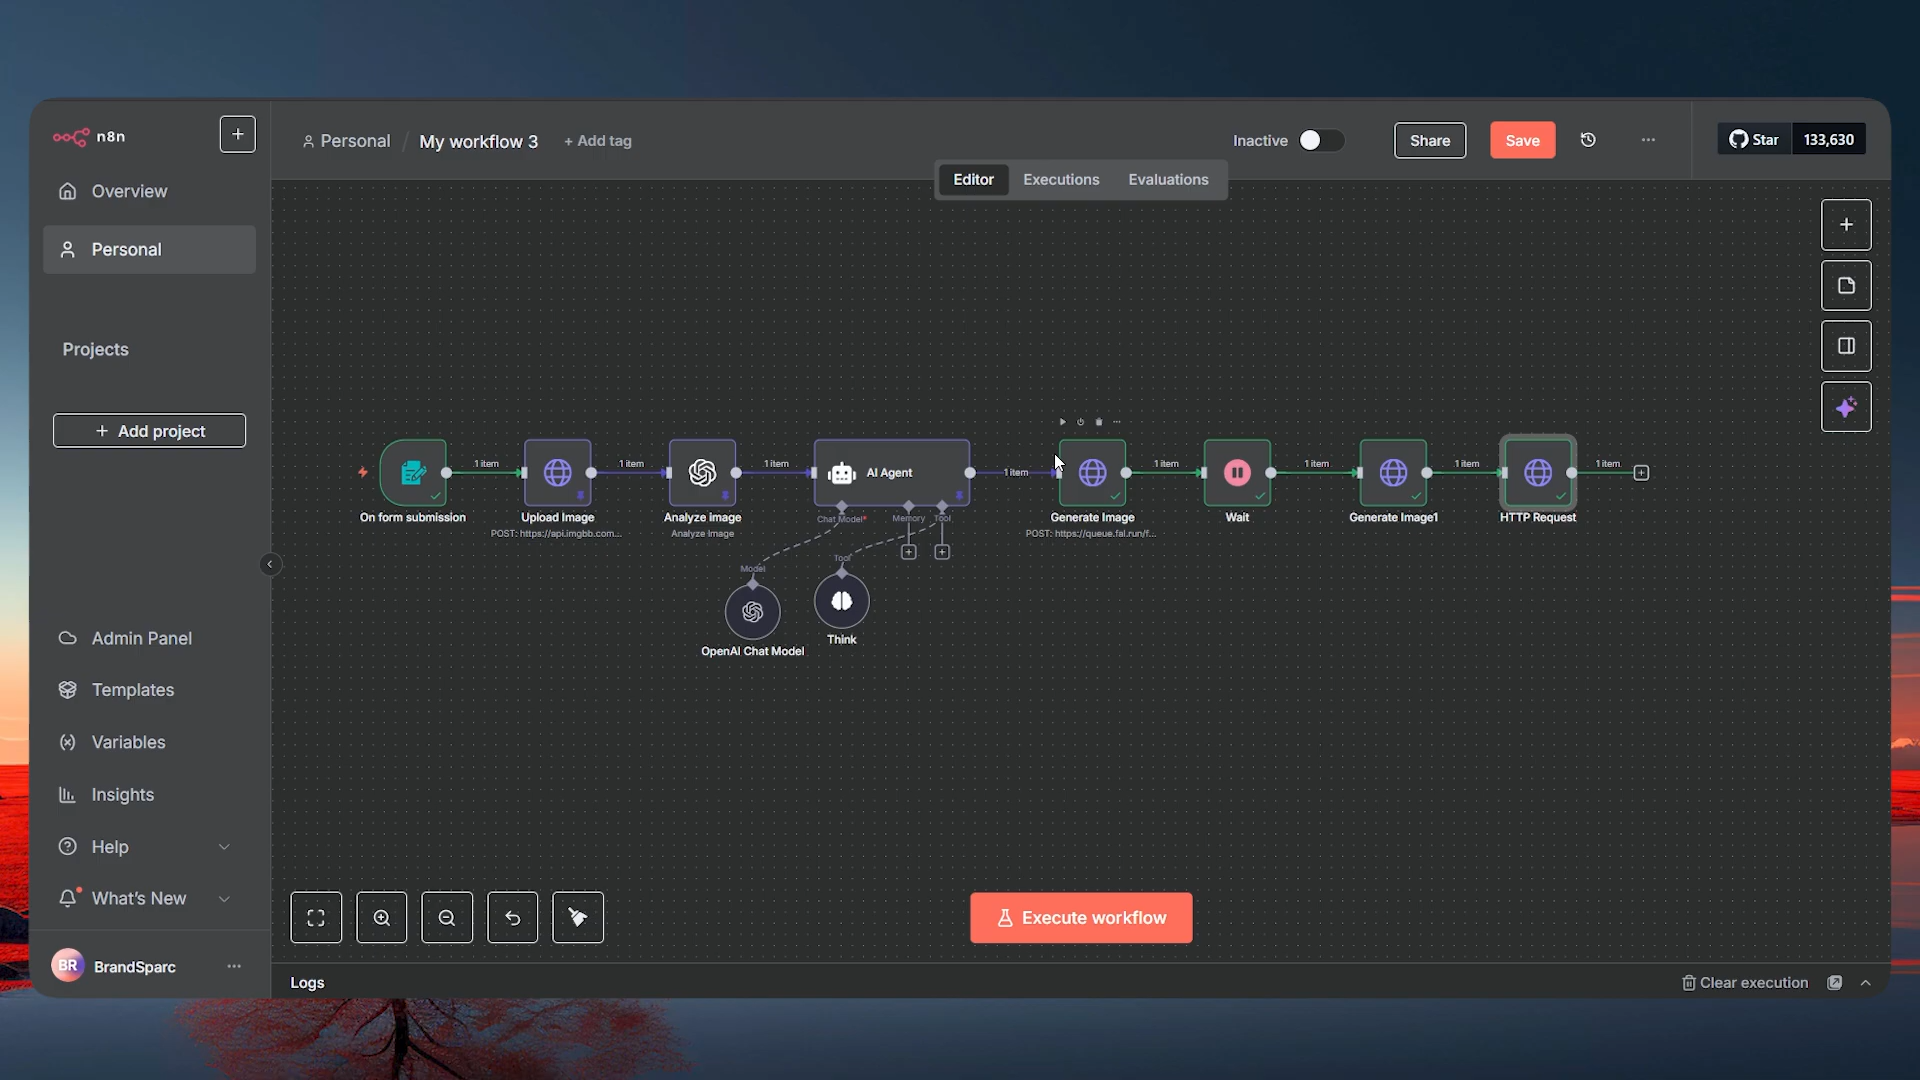 n8n
Personal / My workflow 3 + Add tag
Inactive
Share
Save
Star 133,630
Editor Executions Evaluations
Overview
Personal
Projects
+ Add project
Admin Panel
Templates
Variables
Insights
Help
What's New
BR BrandSparc
1 item
1 item
1 item
1 item
1 item
1 item
1 item
1 item
AI Agent
On form submission
Upload Image
POST: https://api.imgbb.com...
Analyze image
Analyze Image
Chat Model*
Memory
Tool
Generate Image
POST: https://queue.fal.run/f...
Wait
Generate Image1
HTTP Request
Model
Tool
OpenAI Chat Model
Think
Execute workflow
Logs
Clear execution